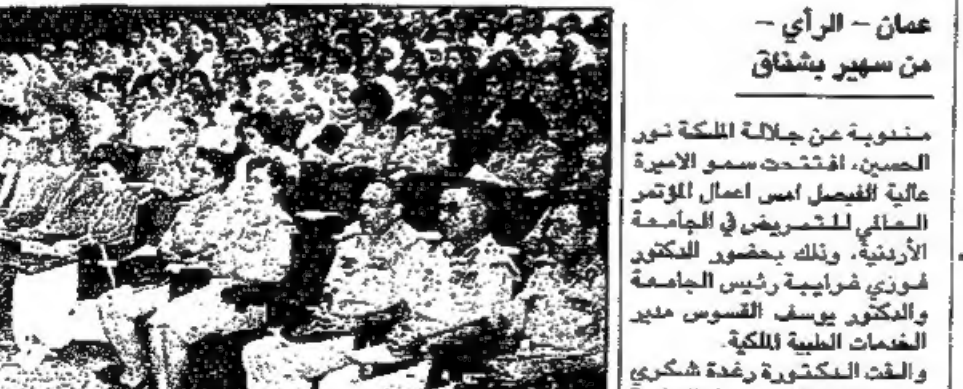 عمان - الرأي -
من سهير بشناق
مندوبة عن جلالة الملكة نور
الحسين، افتتحت سمو الاميرة
عالية الفيصل امس اعمال المؤتمر
العالمي للتمريض في الجامعة
الأردنية، وذلك بحضور الدكتور
فوزي غرايبة رئيس الجامعة
والدكتور يوسف القسوس مدير
الخدمات الطبية الملكية.
والقت الدكتورة رغدة شكري